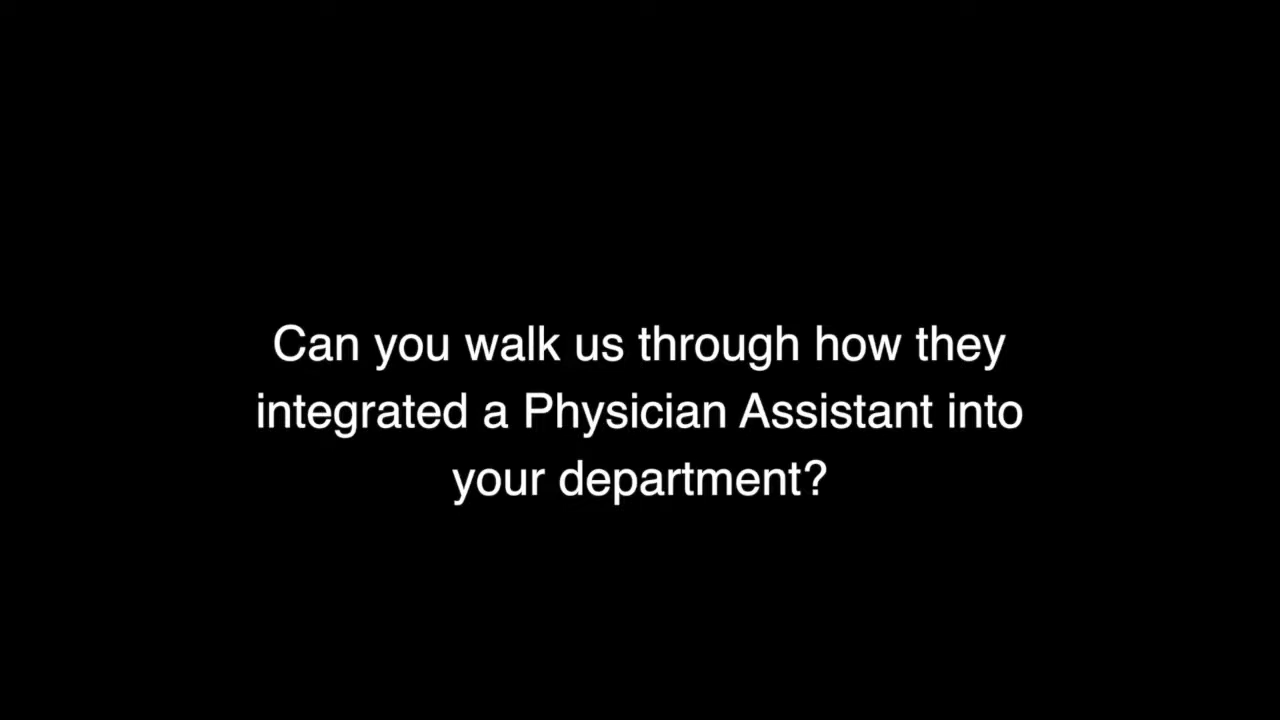 Can you walk us through how they
integrated a Physician Assistant into
your department?